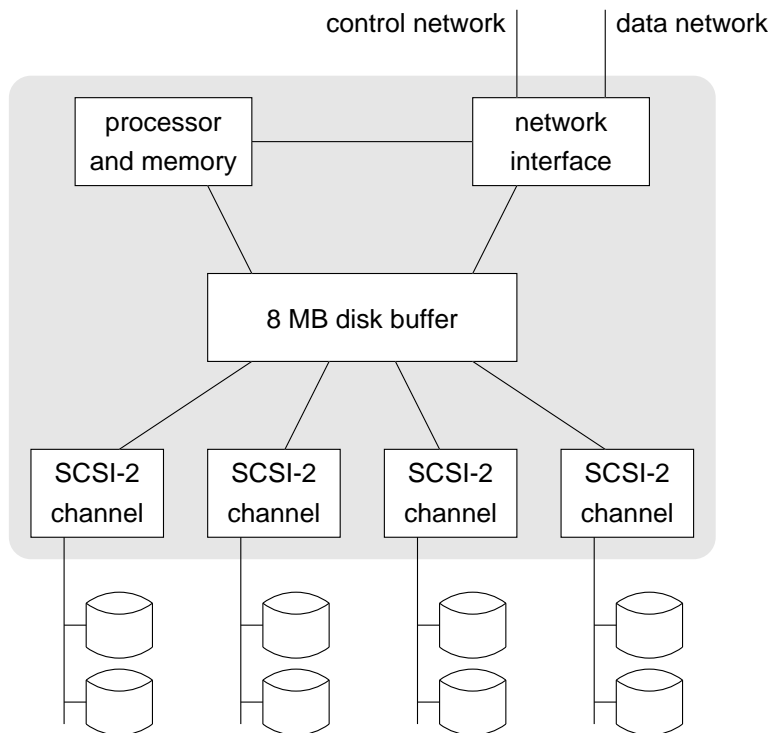 control network
data network
processor
and memory
network
interface
8 MB disk buffer
SCSI-2
channel
SCSI-2
channel
SCSI-2
channel
SCSI-2
channel